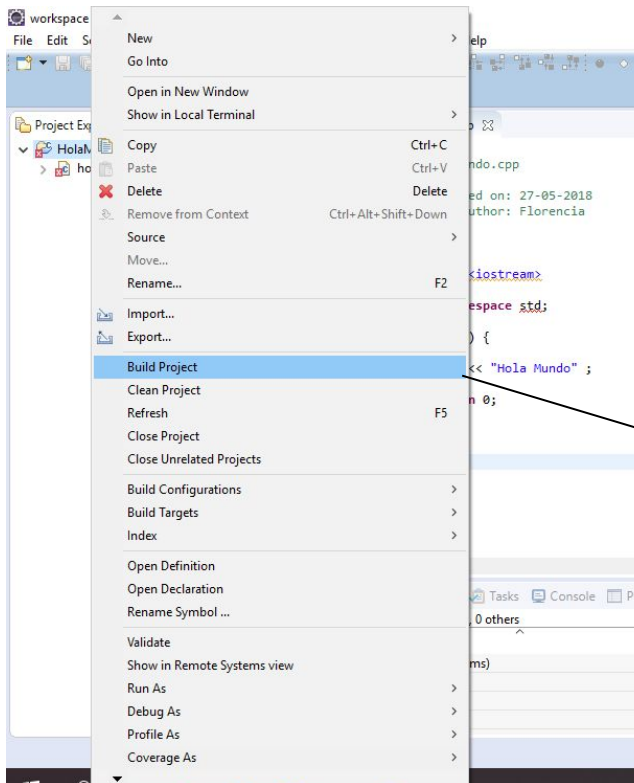 workspace
File Edit S elp
New
Go Into
Open in New Window
Show in Local Terminal
Project Exp
HolaM
ho
Copy Ctrl+C
Paste Ctrl+V
Delete Delete
Remove from Context Ctrl+Alt+Shift+Down
Source
Move...
Rename... F2
Import...
Export...
Build Project
Clean Project
Refresh F5
Close Project
Close Unrelated Projects
Build Configurations
Build Targets
Index
Open Definition
Open Declaration
Rename Symbol ...
Validate
Show in Remote Systems view
Run As
Debug As
Profile As
Coverage As
ndo.cpp
ed on: 27-05-2018
uthor: Florencia
<iostream>
espace std;
) {
<< "Hola Mundo" ;
n 0;
Tasks Console P
, 0 others
ms)